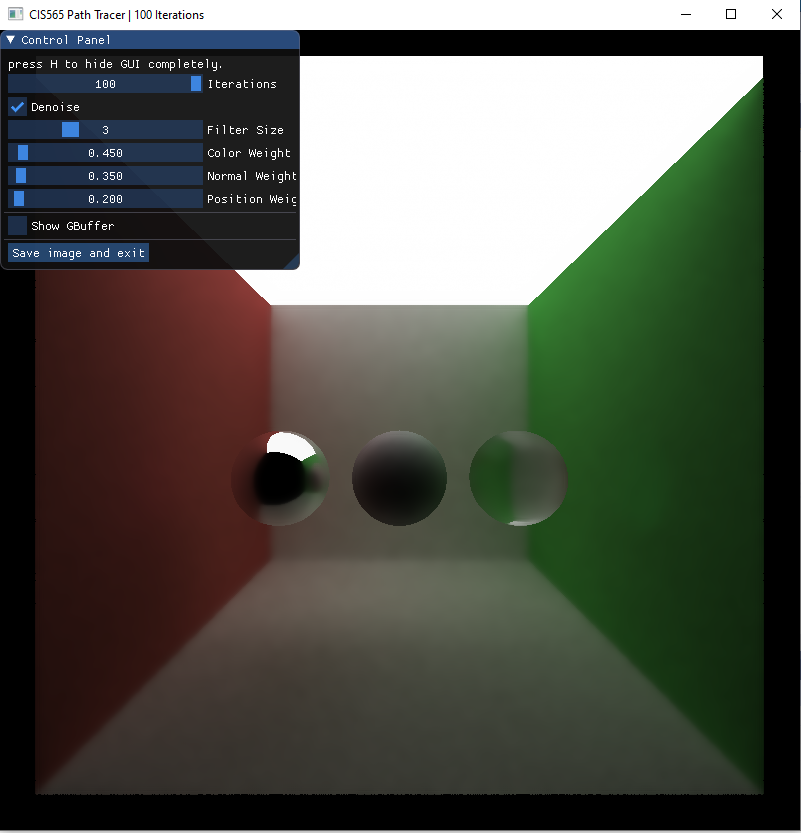 CIS565 Path Tracer | 100 Iterations
Control Panel
press H to hide GUI completely.
100 Iterations
Denoise
3 Filter Size
0.450 Color Weight
0.350 Normal Weight
0.200 Position Weig
Show GBuffer
Save image and exit